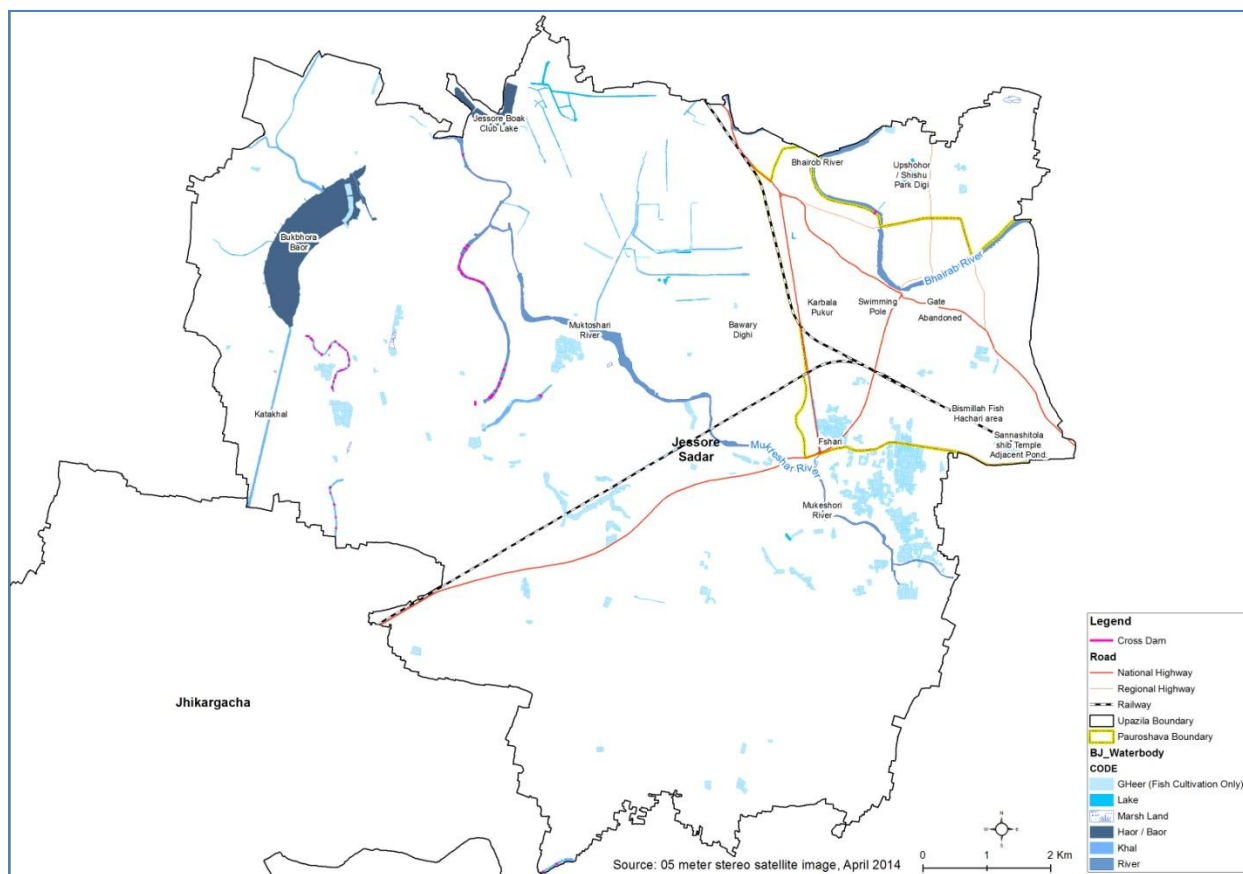 Jessore Boak
Club Lake
Bhairob River
Upshohor
/ Shishu
Park Digi
Bukbhora
Baor
Bhairab River
Karbala
Pukur
Swimming
Pole
Gate
Abandoned
Muktoshari
River
Bawary
Dighi
Katakhal
Bismillah Fish
Hachari area
Sannashitola
shib Temple
Adjacent Pond.
Jessore
Sadar
Mukreshar River
Fshari
Mukeshori
River
Jhikargacha
Legend
Cross Dam
Road
National Highway
Regional Highway
Railway
Upazila Boundary
Pauroshava Boundary
BJ_Waterbody
CODE
GHeer (Fish Cultivation Only)
Lake
Marsh Land
Haor / Baor
Khal
River
N
W E
S
Source: 05 meter stereo satellite image, April 2014
0 1 2 Km